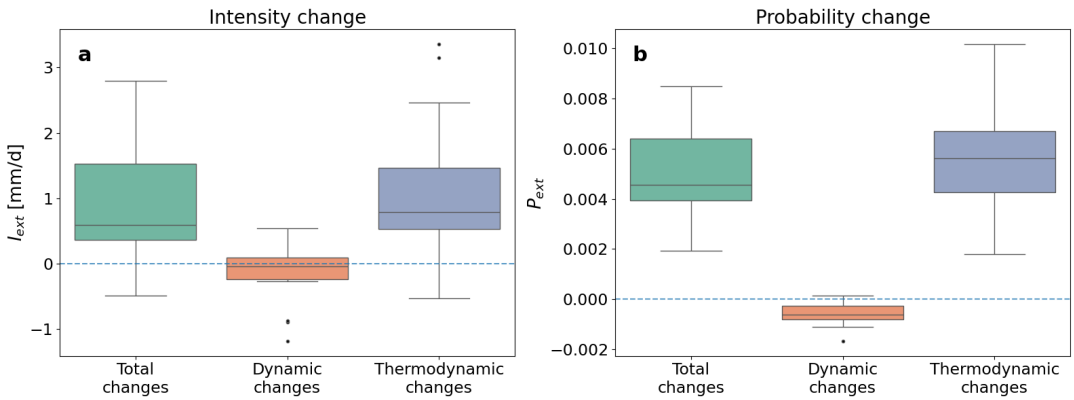 Intensity change
a
3
2
1
0
−1
I_ext [mm/d]
Total changes
Dynamic changes
Thermodynamic changes
Probability change
b
0.010
0.008
0.006
0.004
0.002
0.000
−0.002
P_ext
Total changes
Dynamic changes
Thermodynamic changes